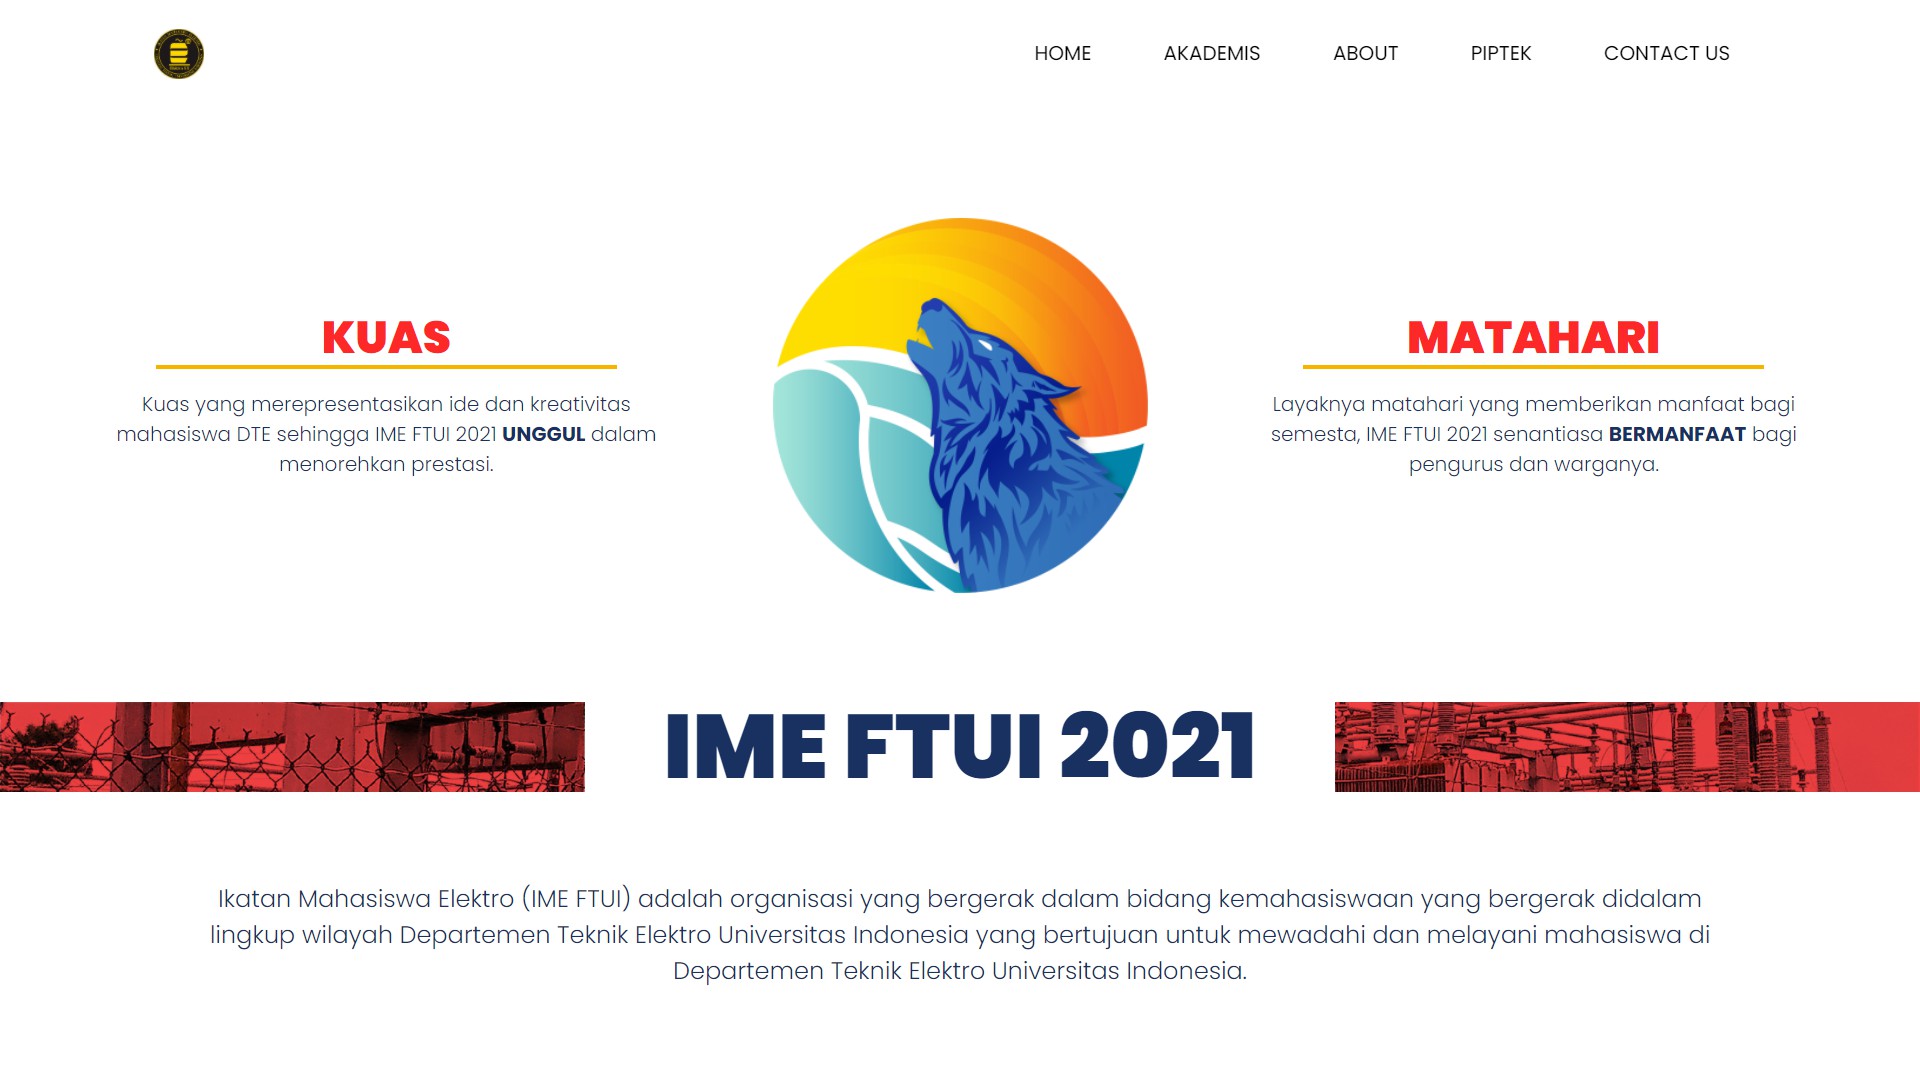 HOME AKADEMIS ABOUT PIPTEK CONTACT US
KUAS
Kuas yang merepresentasikan ide dan kreativitas
mahasiswa DTE sehingga IME FTUI 2021 UNGGUL dalam
menorehkan prestasi.
MATAHARI
Layaknya matahari yang memberikan manfaat bagi
semesta, IME FTUI 2021 senantiasa BERMANFAAT bagi
pengurus dan warganya.
IME FTUI 2021
Ikatan Mahasiswa Elektro (IME FTUI) adalah organisasi yang bergerak dalam bidang kemahasiswaan yang bergerak didalam
lingkup wilayah Departemen Teknik Elektro Universitas Indonesia yang bertujuan untuk mewadahi dan melayani mahasiswa di
Departemen Teknik Elektro Universitas Indonesia.